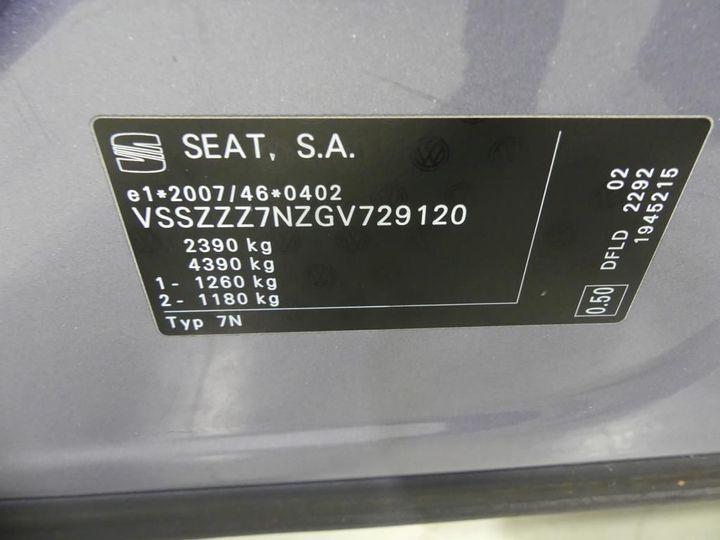 SEAT, S.A.
e1*2007/46*0402
VSSZZZ7NZGV729120
2390 kg
4390 kg
1- 1260 kg
2- 1180 kg
Typ 7N
02
DFLD 2292
1945215
0.50